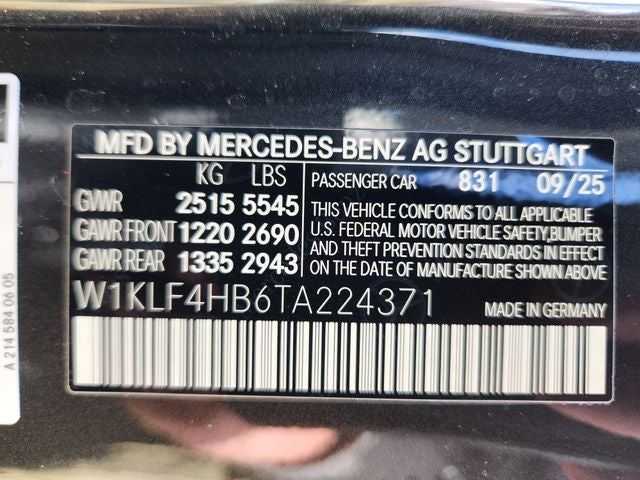 MFD BY MERCEDES-BENZ AG STUTTGART
KG LBS
GWR 2515 5545
GAWR FRONT 1220 2690
GAWR REAR 1335 2943
PASSENGER CAR 831 09/25
THIS VEHICLE CONFORMS TO ALL APPLICABLE
U.S. FEDERAL MOTOR VEHICLE SAFETY,BUMPER
AND THEFT PREVENTION STANDARDS IN EFFECT
ON THE DATE OF MANUFACTURE SHOWN ABOVE.
W1KLF4HB6TA224371
MADE IN GERMANY
A 214 584 06 05